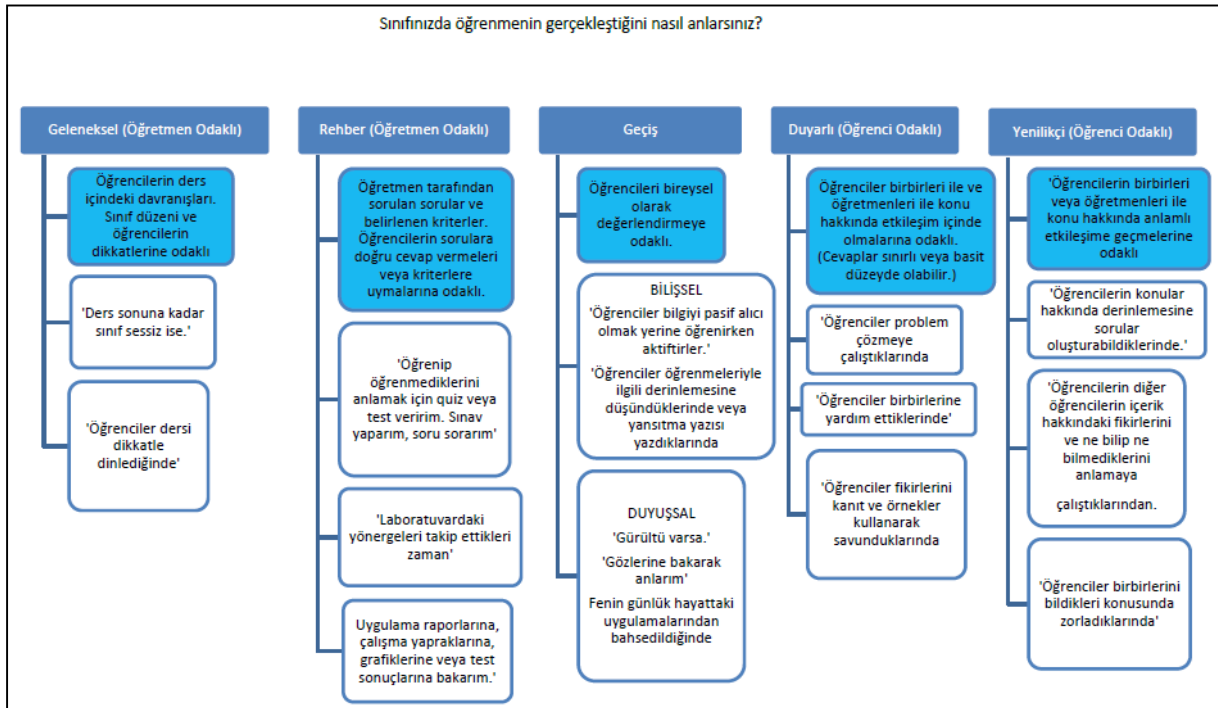 Sınıfınızda öğrenmenin gerçekleştiğini nasıl anlarsınız?
Geleneksel (Öğretmen Odaklı)
Öğrencilerin ders
içindeki davranışları.
Sınıf düzeni ve
öğrencilerin
dikkatlerine odaklı
'Ders sonuna kadar
sınıf sessiz ise.'
'Öğrenciler dersi
dikkatle
dinlediğinde'
Rehber (Öğretmen Odaklı)
Öğretmen tarafından
sorulan sorular ve
belirlenen kriterler.
Öğrencilerin sorulara
doğru cevap vermeleri
veya kriterlere
uymalarına odaklı.
'Öğrenip
öğrenmediklerini
anlamak için quiz veya
test veririm. Sınav
yaparım, soru sorarım'
'Laboratuvardaki
yönergeleri takip ettikleri
zaman'
Uygulama raporlarına,
çalışma yapraklarına,
grafiklerine veya test
sonuçlarına bakarım.'
Geçiş
Öğrencileri bireysel
olarak
değerlendirmeye
odaklı.
BİLİŞSEL
'Öğrenciler bilgiyi pasif alıcı
olmak yerine öğrenirken
aktiftirler.'
'Öğrenciler öğrenmeleriyle
ilgili derinlemesine
düşündüklerinde veya
yansıtma yazısı
yazdıklarında
DUYUŞSAL
'Gürültü varsa.'
'Gözlerine bakarak
anlarım'
Fenin günlük hayattaki
uygulamalarından
bahsedildiğinde
Duyarlı (Öğrenci Odaklı)
Öğrenciler birbirleri ile ve
öğretmenleri ile konu
hakkında etkileşim içinde
olmalarına odaklı.
(Cevaplar sınırlı veya basit
düzeyde olabilir.)
'Öğrenciler problem
çözmeye
çalıştıklarında
'Öğrenciler birbirlerine
yardım ettiklerinde'
'Öğrenciler fikirlerini
kanıt ve örnekler
kullanarak
savunduklarında
Yenilikçi (Öğrenci Odaklı)
'Öğrencilerin birbirleri
veya öğretmenleri ile
konu hakkında anlamlı
etkileşime geçmelerine
odaklı
'Öğrencilerin konular
hakkında derinlemesine
sorular
oluşturabildiklerinde.'
'Öğrencilerin diğer
öğrencilerin içerik
hakkındaki fikirlerini
ve ne bilip ne
bilmediklerini
anlamaya
çalıştıklarından.
'Öğrenciler birbirlerini
bildikleri konusunda
zorladıklarında'